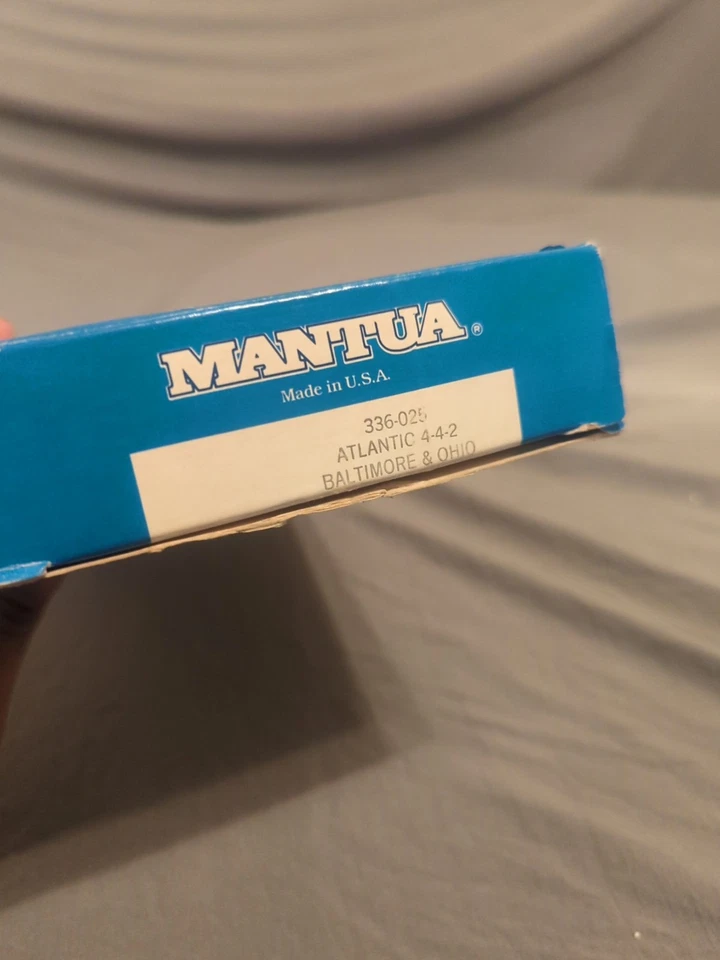 MANTUA®
Made in U.S.A.
336-025
ATLANTIC 4-4-2
BALTIMORE & OHIO